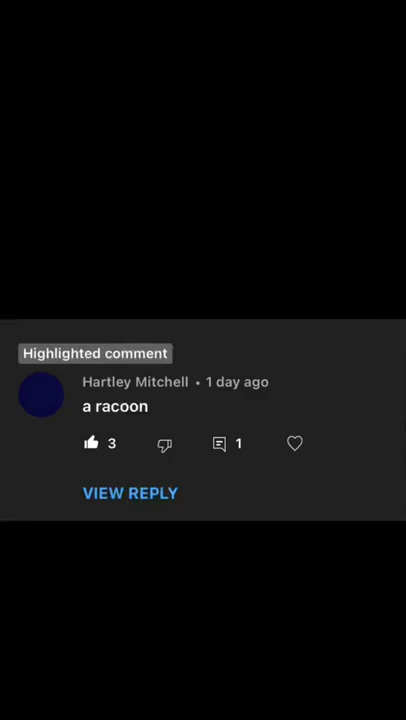 Highlighted comment
Hartley Mitchell • 1 day ago
a racoon
3 1
VIEW REPLY